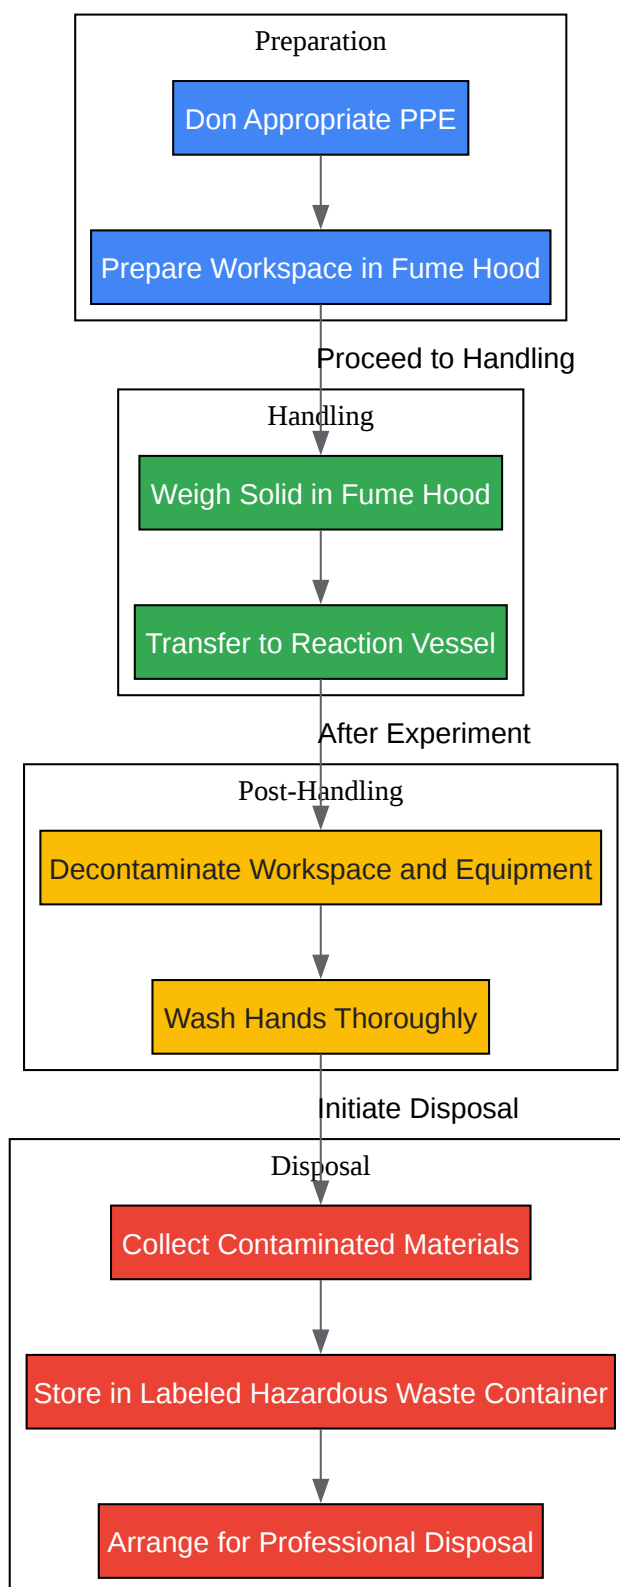 Preparation
Don Appropriate PPE
Prepare Workspace in Fume Hood
Proceed to Handling
Handling
Weigh Solid in Fume Hood
Transfer to Reaction Vessel
After Experiment
Post-Handling
Decontaminate Workspace and Equipment
Wash Hands Thoroughly
Initiate Disposal
Disposal
Collect Contaminated Materials
Store in Labeled Hazardous Waste Container
Arrange for Professional Disposal